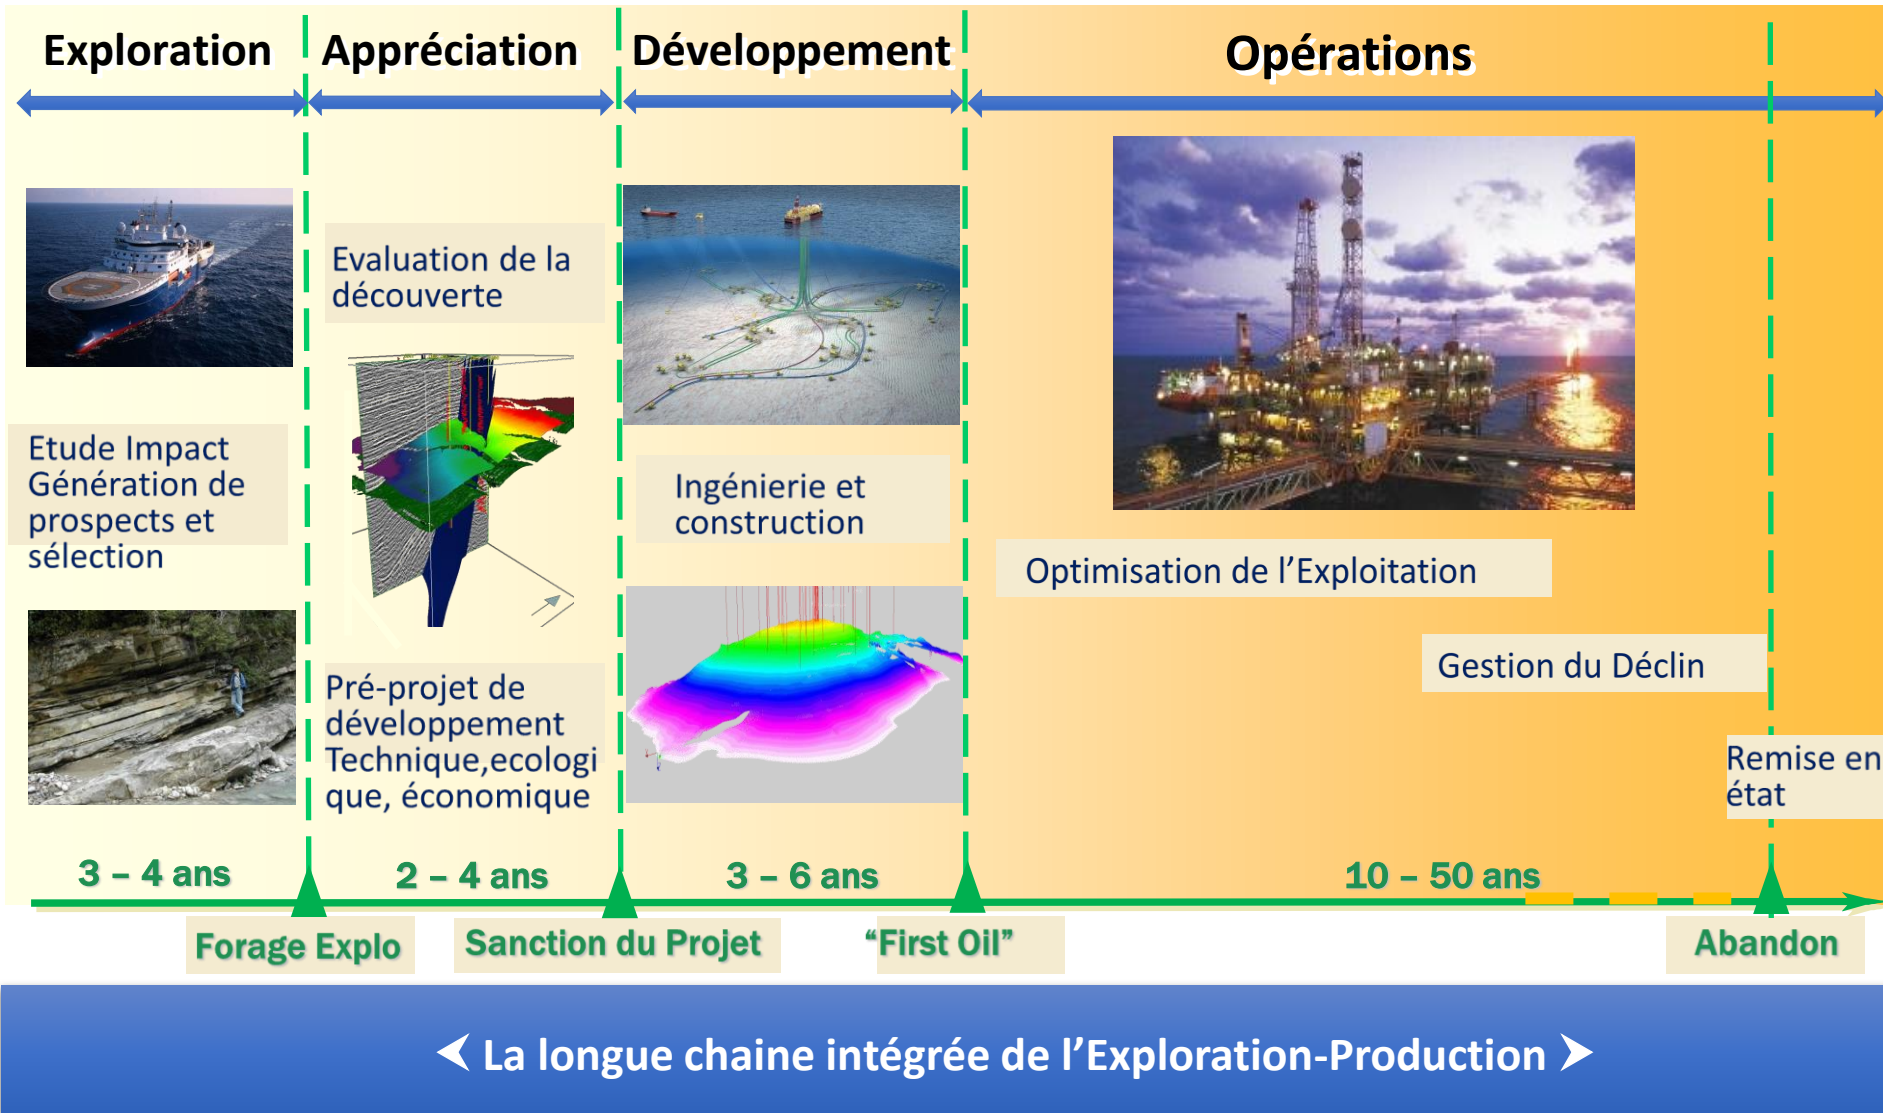 Exploration
Appréciation
Développement
Opérations
Etude Impact
Génération de
prospects et
sélection
Evaluation de la
découverte
Pré-projet de
développement
Technique,ecologi
que, économique
Ingénierie et
construction
Optimisation de l’Exploitation
Gestion du Déclin
Remise en
état
3 – 4 ans
2 – 4 ans
3 – 6 ans
10 – 50 ans
Forage Explo
Sanction du Projet
“First Oil”
Abandon
La longue chaine intégrée de l’Exploration-Production